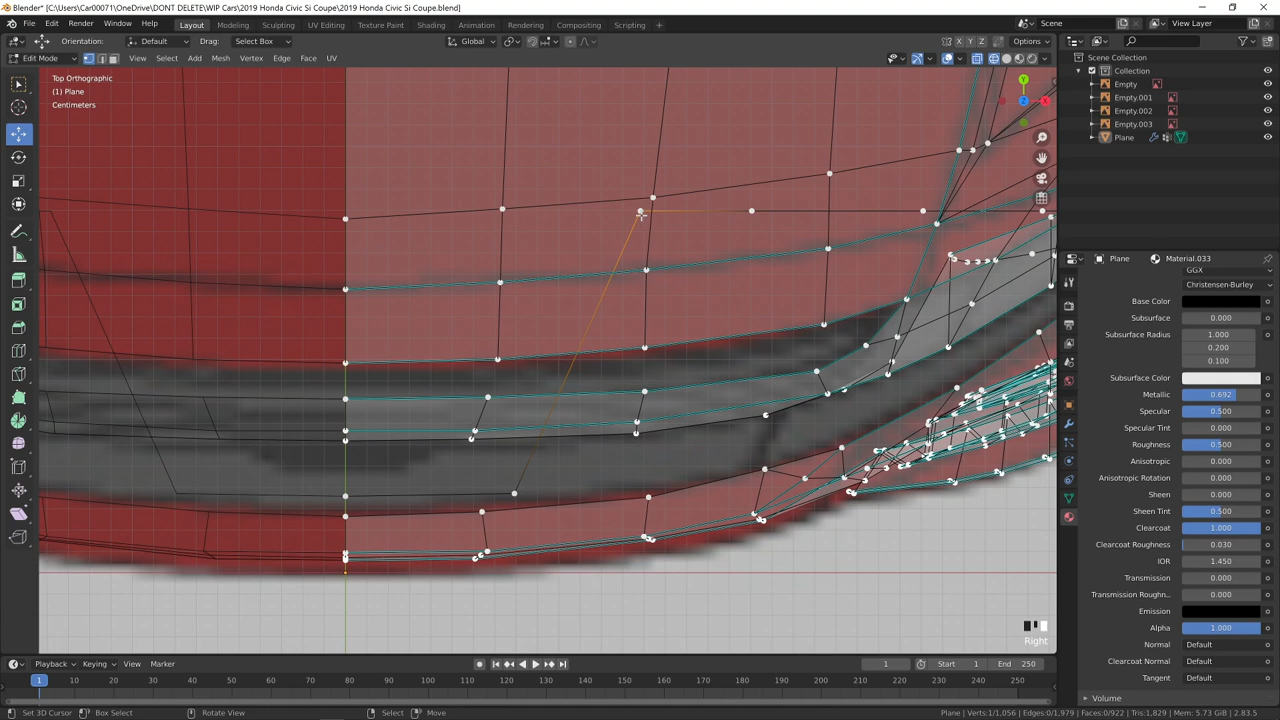 Blender* [C:\Users\Car00071\OneDrive\DONT DELETE\WIP Cars\2019 Honda Civic Si Coupe\2019 Honda Civic Si Coupe.blend]
File Edit Render Window Help Layout Modeling Sculpting UV Editing Texture Paint Shading Animation Rendering Compositing Scripting + Scene View Layer
Orientation: Default Drag: Select Box Global X Y Z Options
Edit Mode View Select Add Mesh Vertex Edge Face UV
Scene Collection
Collection
Empty
Empty.001
Empty.002
Empty.003
Plane
Top Orthographic
(1) Plane
Centimeters
Y
X
Z
Plane Material.033
GGX
Christensen-Burley
Base Color
Subsurface 0.000
Subsurface Radius 1.000
0.200
0.100
Subsurface Color
Metallic 0.692
Specular 0.500
Specular Tint 0.000
Roughness 0.500
Anisotropic 0.000
Anisotropic Rotation 0.000
Sheen 0.000
Sheen Tint 0.500
Clearcoat 1.000
Clearcoat Roughness 0.030
IOR 1.450
Transmission 0.000
Transmission Roughn... 0.000
Emission
Alpha 1.000
Normal Default
Clearcoat Normal Default
Tangent Default
Volume
Right
Playback Keying View Marker 1 Start 1 End 250
1 10 20 30 40 50 60 70 80 90 100 110 120 130 140 150 160 170 180 190 200 210 220 230 240 250
Set 3D Cursor Box Select Rotate View Select Move Plane | Verts:1/1,056 | Edges:0/1,979 | Faces:0/922 | Tris:1,829 | Mem: 5.73 GiB | 2.83.5